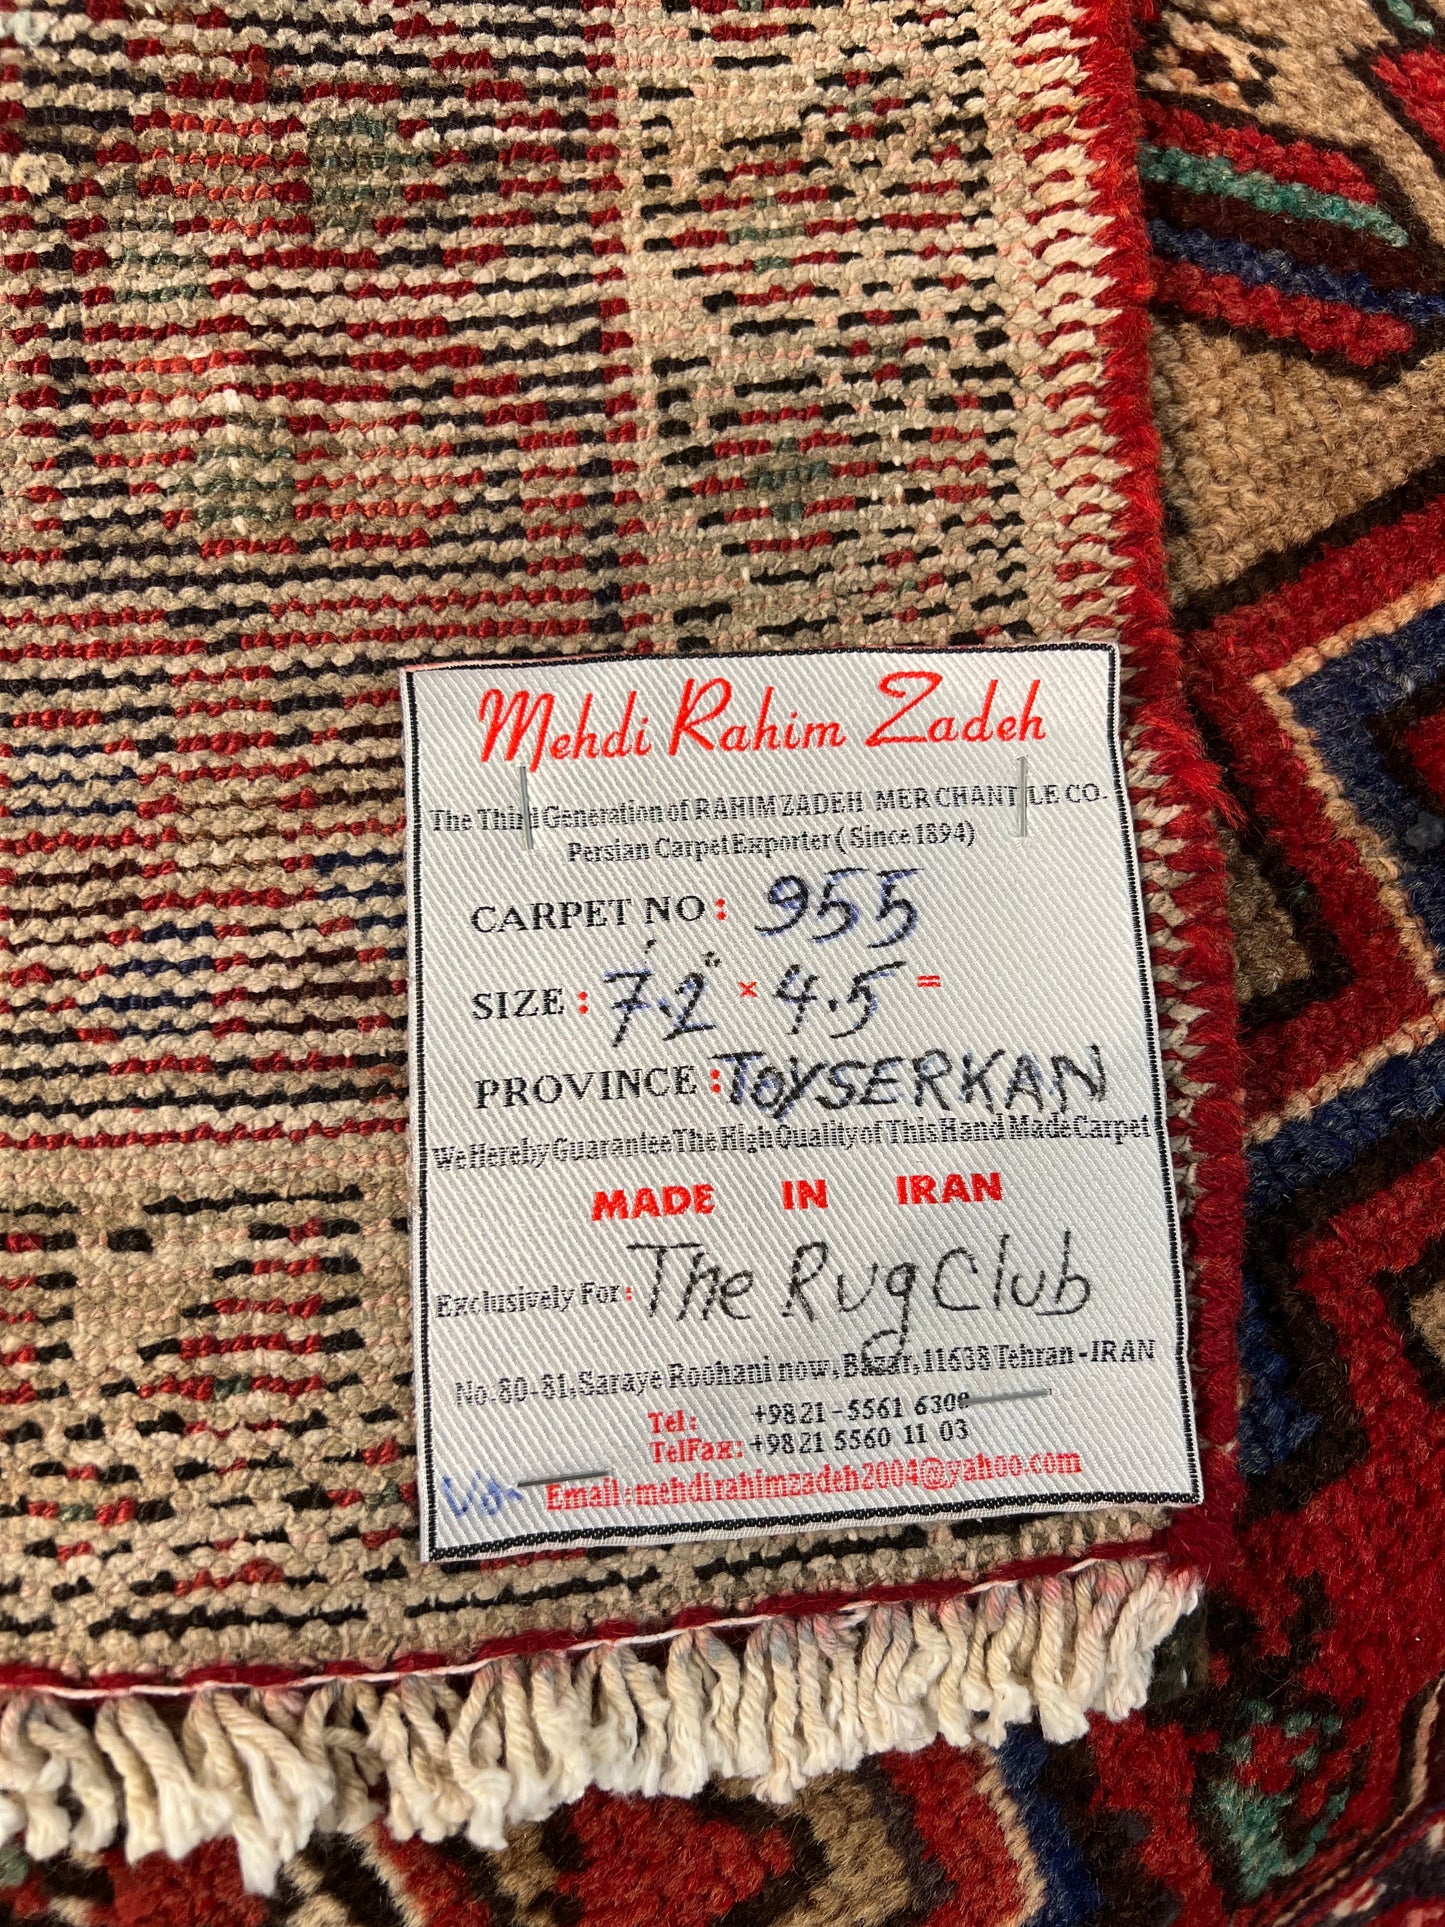 Mehdi Rahim Zadeh
The Third Generation of RAHIMZADEH MERCHANTILE CO.
Persian Carpet Exporter ( Since 1894)
CARPET NO : 955
SIZE : 7.2" × 4.5 =
PROVINCE : TOYSERKAN
We Hereby Guarantee The High Quality of This Hand Made Carpet
MADE IN IRAN
Exclusively For : The Rug Club
No. 80-81, Saraye Roohani now, Bazar, 11638 Tehran - IRAN
Tel : +9821 - 5561 6300
TelFax: +9821 5560 11 03
Email : mehdirahimzadeh2004@yahoo.com